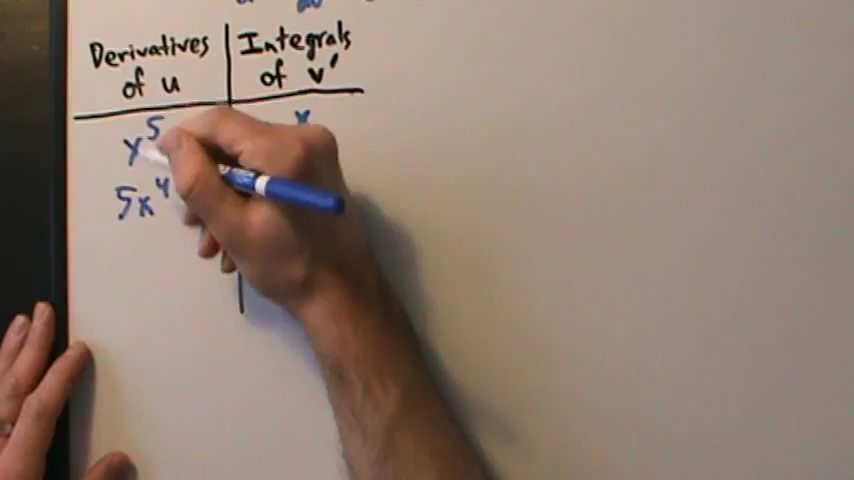 Derivatives of u
Integrals of v'
x⁵
x
5x⁴